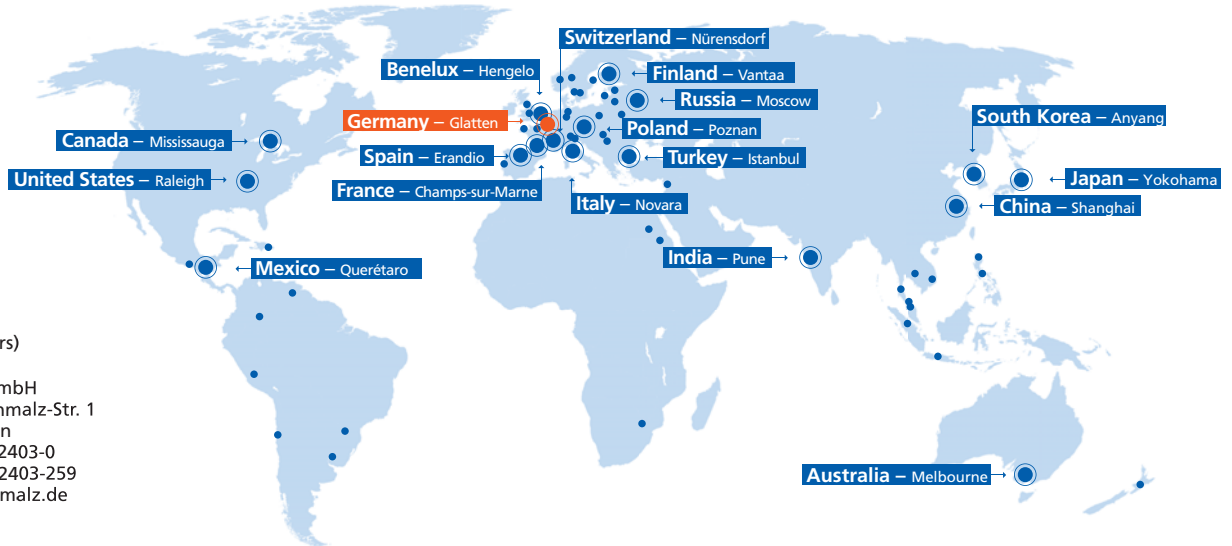 Switzerland – Nürensdorf
Benelux – Hengelo
Finland – Vantaa
Russia – Moscow
Germany – Glatten
Poland – Poznan
South Korea – Anyang
Canada – Mississauga
Spain – Erandio
Turkey – Istanbul
United States – Raleigh
France – Champs-sur-Marne
Italy – Novara
Japan – Yokohama
China – Shanghai
India – Pune
Mexico – Querétaro
rs)
mbH
hmalz-Str. 1
n
2403-0
2403-259
malz.de
Australia – Melbourne